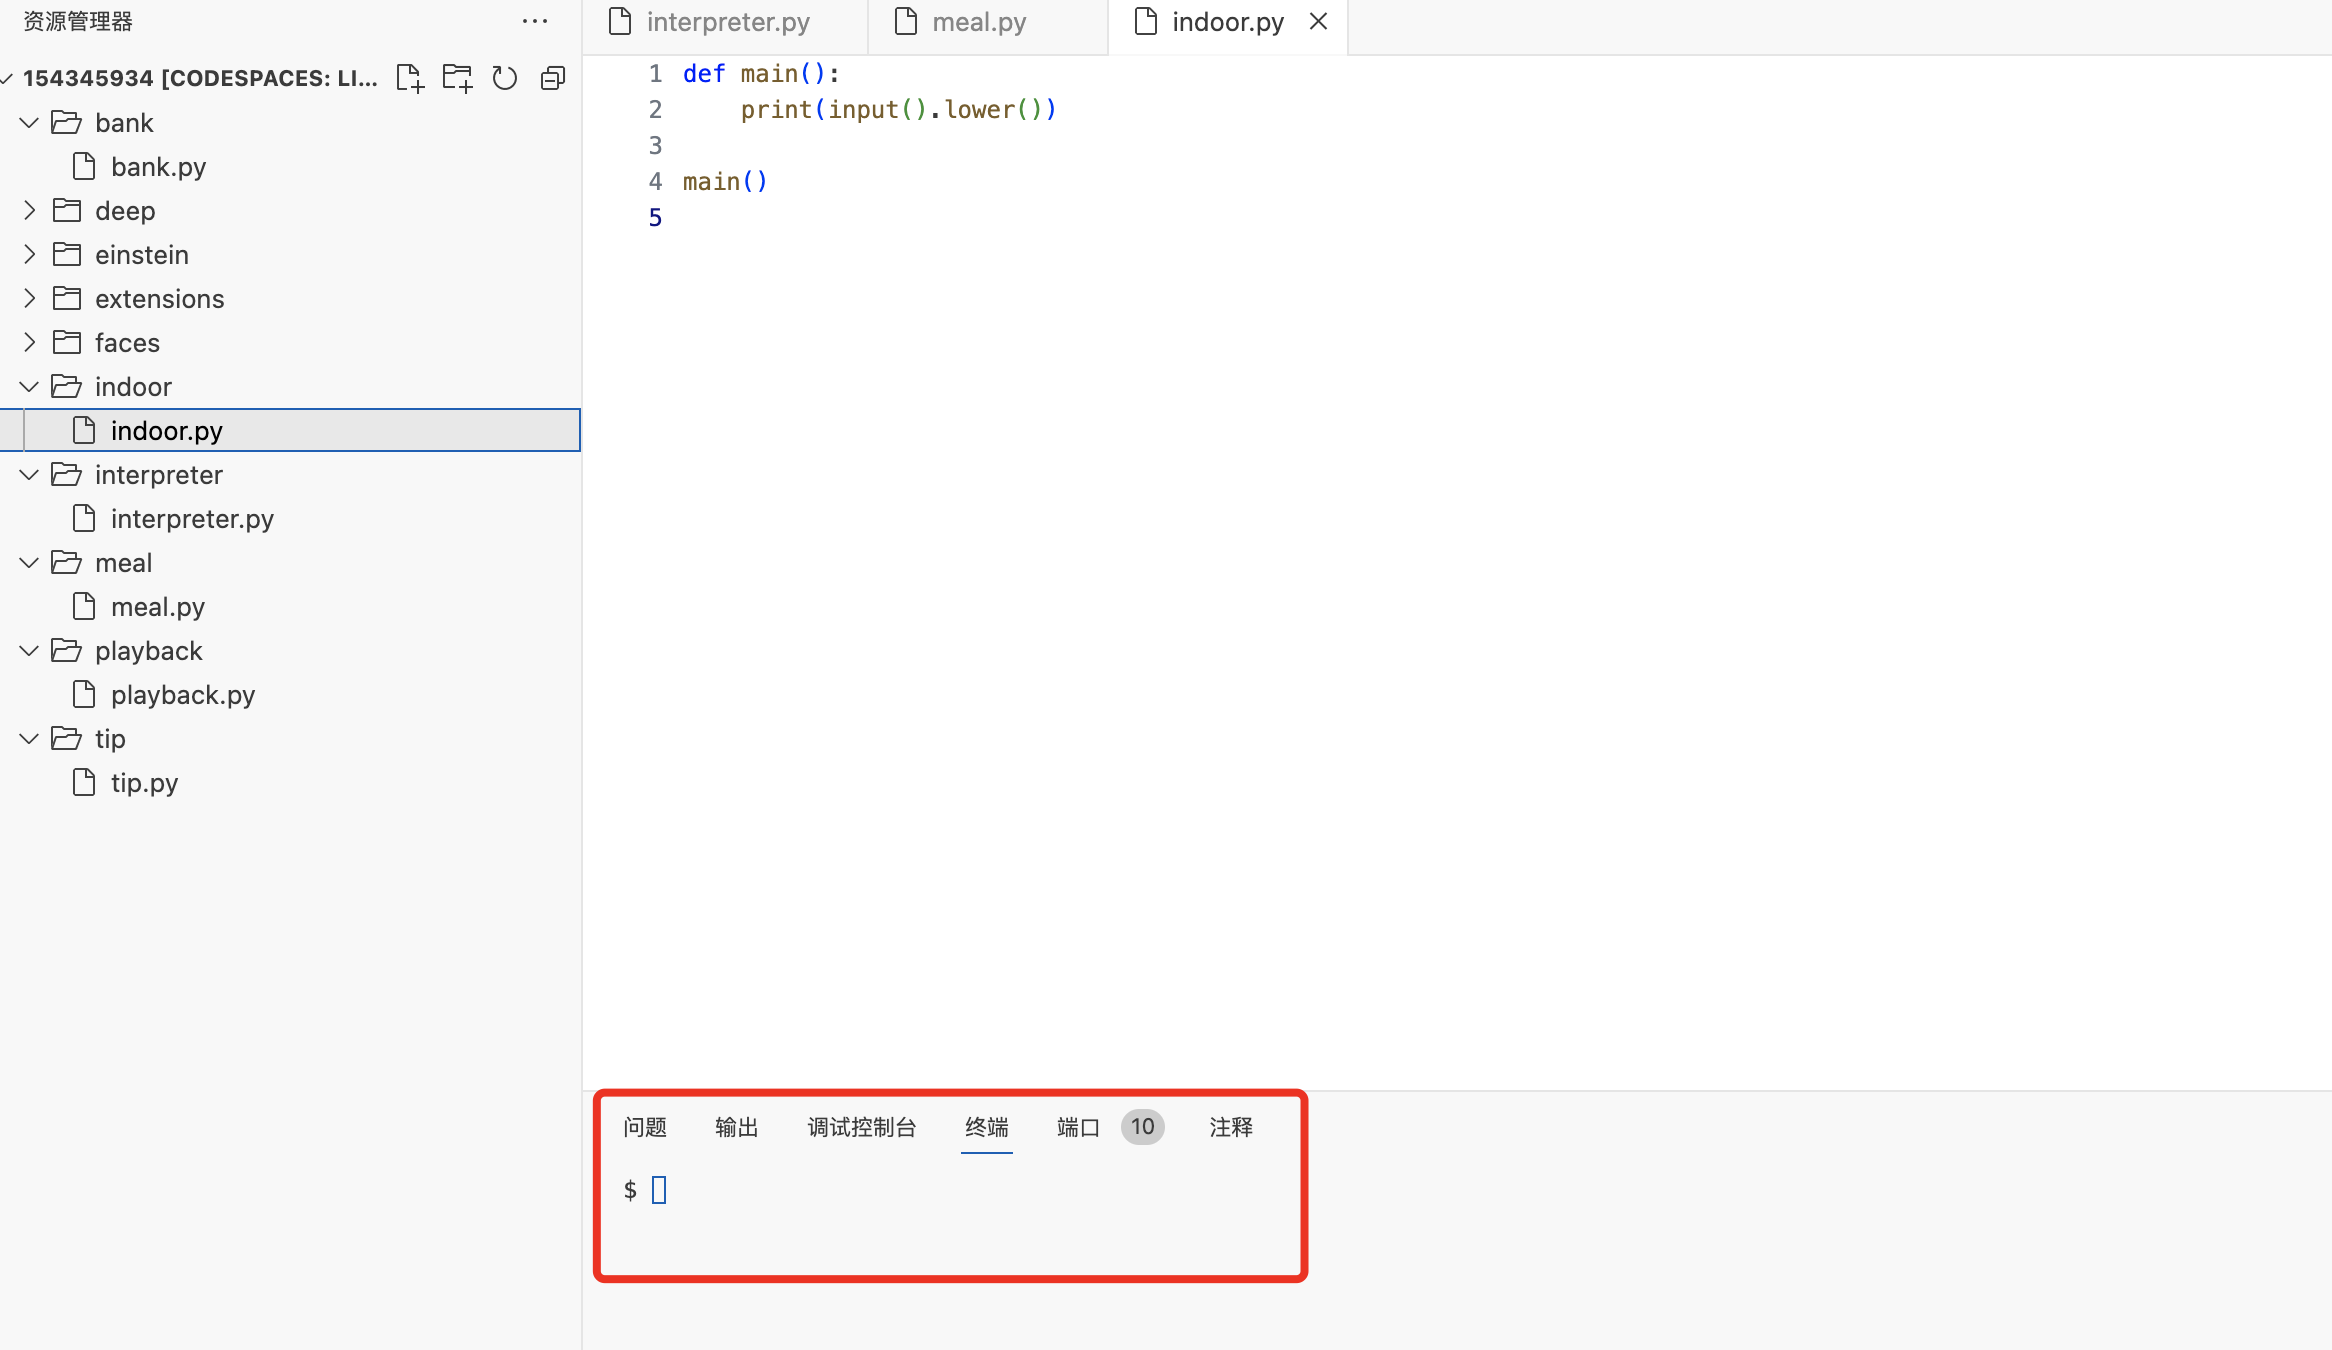 资源管理器
154345934 [CODESPACES: LI...
bank
bank.py
deep
einstein
extensions
faces
indoor
indoor.py
interpreter
interpreter.py
meal
meal.py
playback
playback.py
tip
tip.py
interpreter.py meal.py indoor.py
1 def main():
2     print(input().lower())
3
4 main()
5
问题 输出 调试控制台 终端 端口 10 注释
$